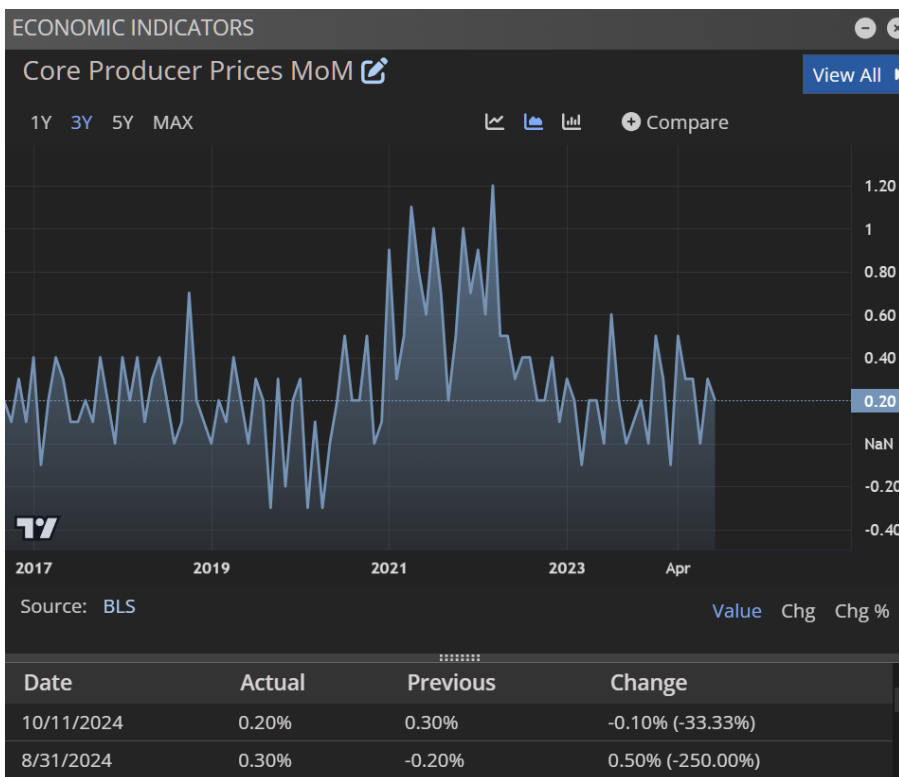 ECONOMIC INDICATORS
Core Producer Prices MoM
View All
1Y 3Y 5Y MAX
Compare
1.20
1
0.80
0.60
0.40
0.20
NaN
-0.20
-0.40
2017 2019 2021 2023 Apr
Source: BLS
Value Chg Chg %
Date Actual Previous Change
10/11/2024 0.20% 0.30% -0.10% (-33.33%)
8/31/2024 0.30% -0.20% 0.50% (-250.00%)